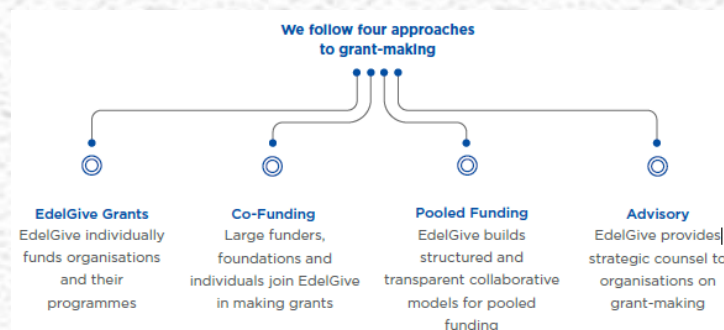 We follow four approaches
to grant-making
EdelGive Grants
EdelGive individually
funds organisations
and their
programmes
Co-Funding
Large funders,
foundations and
individuals join EdelGive
in making grants
Pooled Funding
EdelGive builds
structured and
transparent collaborative
models for pooled
funding
Advisory
EdelGive provides
strategic counsel to
organisations on
grant-making